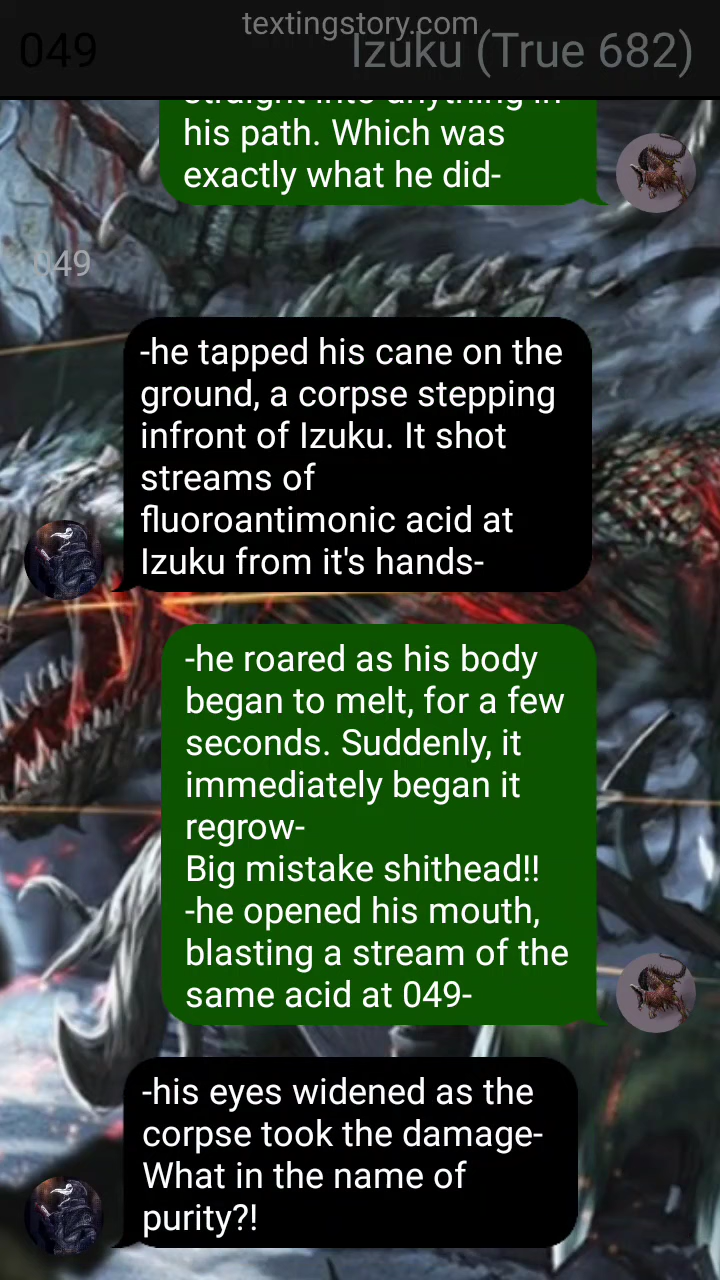 textingstory.com
049
Izuku (True 682)
straight into anything in
his path. Which was
exactly what he did-
049
-he tapped his cane on the
ground, a corpse stepping
infront of Izuku. It shot
streams of
fluoroantimonic acid at
Izuku from it's hands-
-he roared as his body
began to melt, for a few
seconds. Suddenly, it
immediately began it
regrow-
Big mistake shithead!!
-he opened his mouth,
blasting a stream of the
same acid at 049-
-his eyes widened as the
corpse took the damage-
What in the name of
purity?!